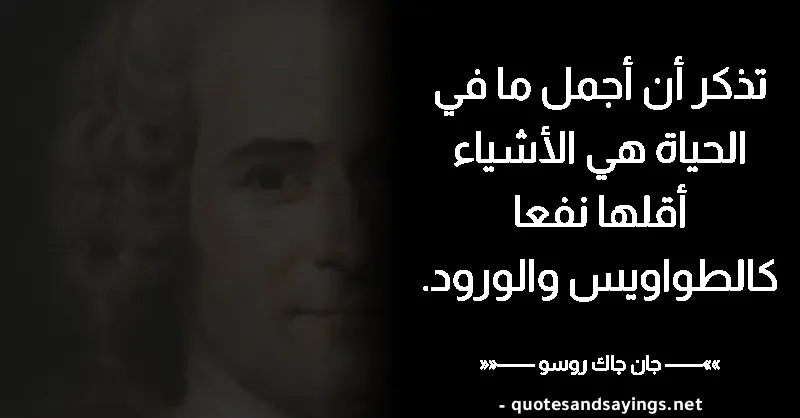 تذكر أن أجمل ما في
الحياة هي الأشياء
أقلها نفعا
كالطواويس والورود.
»»—— جان جاك روسو ——««
- quotesandsayings.net